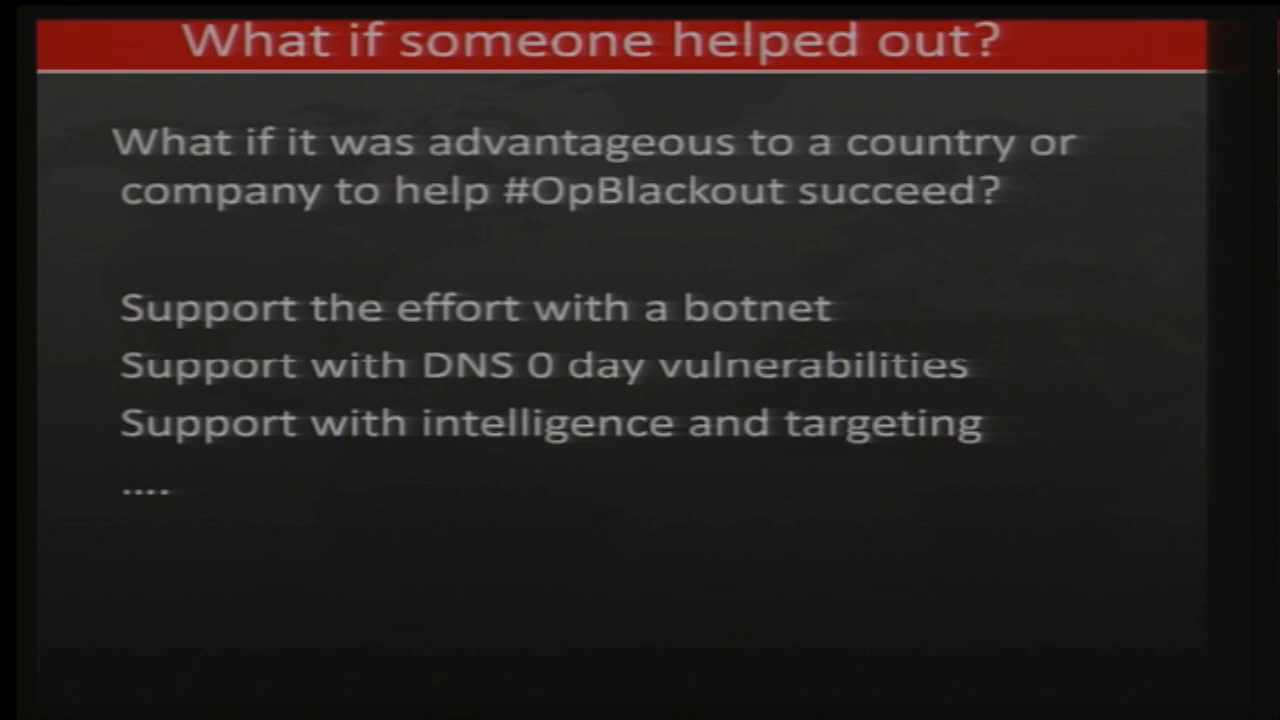 What if someone helped out?
What if it was advantageous to a country or
company to help #OpBlackout succeed?
Support the effort with a botnet
Support with DNS 0 day vulnerabilities
Support with intelligence and targeting
....